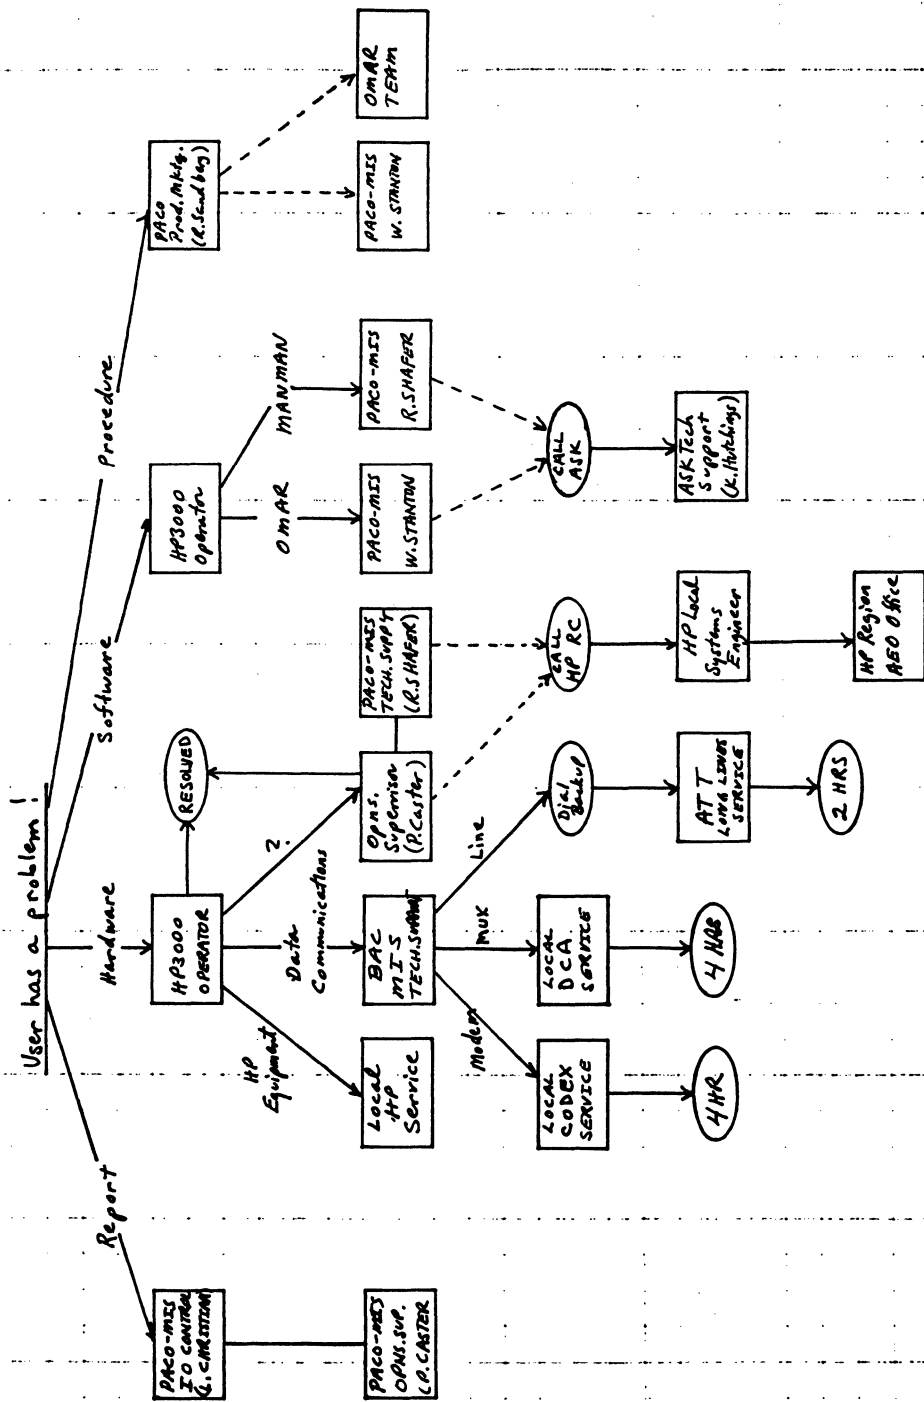 User has a problem!
Report
Hardware
Software
Procedure
PACO-MIS
IO CONTROL
(L.CHRISTIAN)
HP3000
OPERATOR
RESOLVED
HP3000
Operator
PACO
Prod. Mktg.
(R.Sandbag)
HP
Equipment
Data
Communications
?
OMAR
MANMAN
PACO-MIS
OPNS.SUP.
(P.CASTER
Local
HP
Service
BAC
MIS
TECH.SUPPORT
Opns.
Supervisor
(P.Caster)
PACO-MIS
TECH.SUPPT
(R.SHAFER)
PACO-MIS
W.STANTON
PACO-MIS
R.SHAFER
PACO-MIS
W. STANTON
OMAR
TEAM
Modem
MUX
Line
LOCAL
CODEX
SERVICE
LOCAL
DCA
SERVICE
Dial
Backup
CALL
HP RC
CALL
ASK
4 HR
4 HRS
ATT
LONG LINES
SERVICE
HP Local
Systems
Engineer
ASK Tech
Support
(K.Hutchings)
2 HRS
HP Region
AEO Office